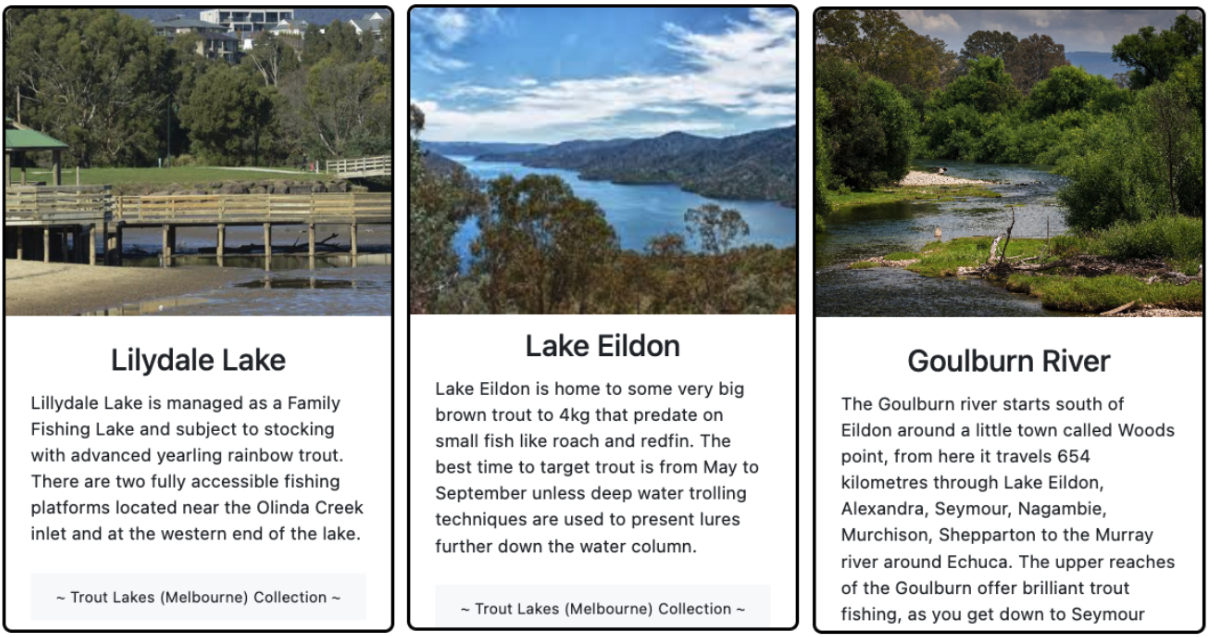 Lilydale Lake
Lillydale Lake is managed as a Family
Fishing Lake and subject to stocking
with advanced yearling rainbow trout.
There are two fully accessible fishing
platforms located near the Olinda Creek
inlet and at the western end of the lake.
~ Trout Lakes (Melbourne) Collection ~
Lake Eildon
Lake Eildon is home to some very big
brown trout to 4kg that predate on
small fish like roach and redfin. The
best time to target trout is from May to
September unless deep water trolling
techniques are used to present lures
further down the water column.
~ Trout Lakes (Melbourne) Collection ~
Goulburn River
The Goulburn river starts south of
Eildon around a little town called Woods
point, from here it travels 654
kilometres through Lake Eildon,
Alexandra, Seymour, Nagambie,
Murchison, Shepparton to the Murray
river around Echuca. The upper reaches
of the Goulburn offer brilliant trout
fishing, as you get down to Seymour